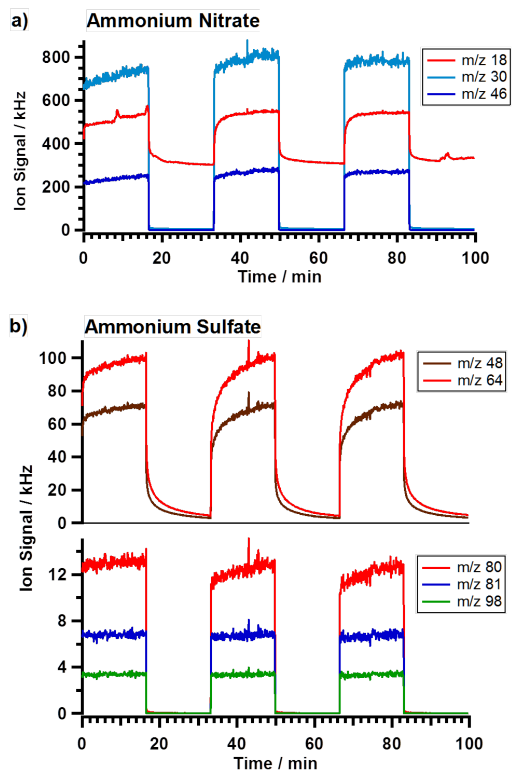 a) Ammonium Nitrate
800
600
400
200
0
Ion Signal / kHz
m/z 18
m/z 30
m/z 46
0 20 40 60 80 100
Time / min
b) Ammonium Sulfate
100
80
60
40
20
0
m/z 48
m/z 64
Ion Signal / kHz
12
8
4
0
m/z 80
m/z 81
m/z 98
0 20 40 60 80 100
Time / min